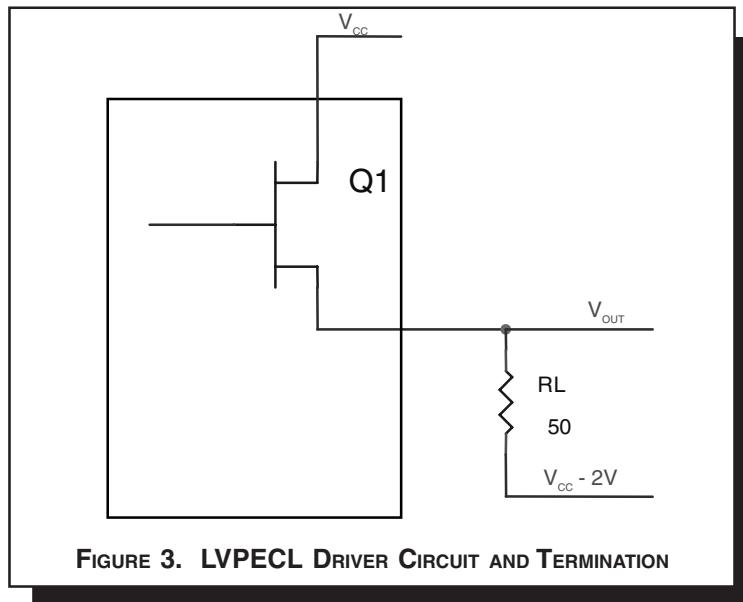 VCC
Q1
VOUT
RL
50
VCC - 2V
FIGURE 3. LVPECL DRIVER CIRCUIT AND TERMINATION